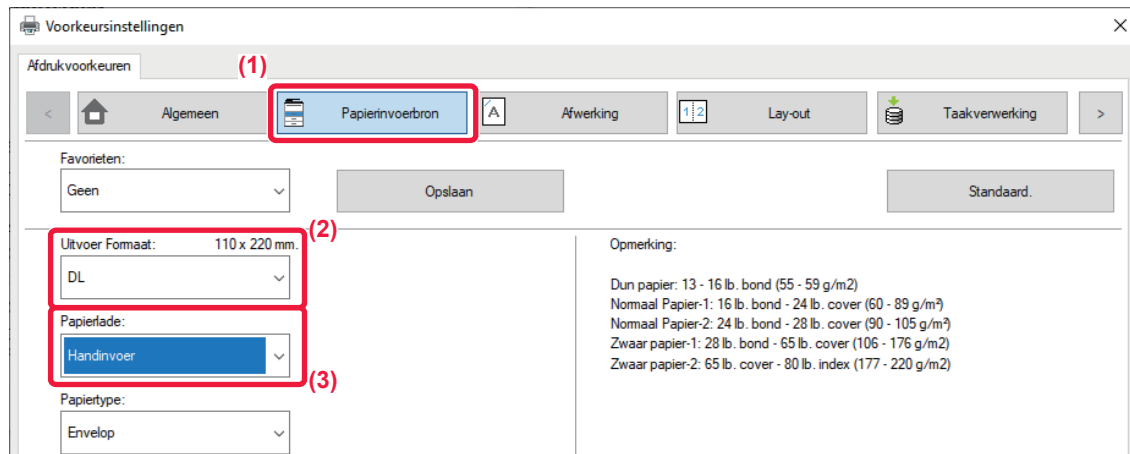 Voorkeursinstellingen
Afdrukvoorkeuren
(1)
< Algemeen Papierinvoerbron A Afwerking 1 2 Lay-out Taakverwerking >
Favorieten:
Geen Opslaan Standaard.
(2)
Uitvoer Formaat: 110 x 220 mm.
DL
Papierlade:
Handinvoer
(3)
Papiertype:
Envelop
Opmerking:
Dun papier: 13 - 16 lb. bond (55 - 59 g/m2)
Normaal Papier-1: 16 lb. bond - 24 lb. cover (60 - 89 g/m²)
Normaal Papier-2: 24 lb. bond - 28 lb. cover (90 - 105 g/m²)
Zwaar papier-1: 28 lb. bond - 65 lb. cover (106 - 176 g/m2)
Zwaar papier-2: 65 lb. cover - 80 lb. index (177 - 220 g/m2)